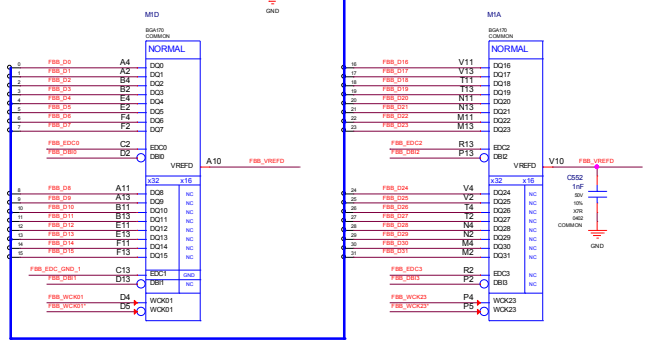 GND
M1D
BGA170
COMMON
NORMAL
0 FBB_D0 A4 DQ0
1 FBB_D1 A2 DQ1
2 FBB_D2 B4 DQ2
3 FBB_D3 B2 DQ3
4 FBB_D4 E4 DQ4
5 FBB_D5 E2 DQ5
6 FBB_D6 F4 DQ6
7 FBB_D7 F2 DQ7
FBB_EDC0 C2 EDC0
FBB_DBI0 D2 DBI0
VREFD A10 FBB_VREFD
x32 x16
8 FBB_D8 A11 DQ8 NC
9 FBB_D9 A13 DQ9 NC
10 FBB_D10 B11 DQ10 NC
11 FBB_D11 B13 DQ11 NC
12 FBB_D12 E11 DQ12 NC
13 FBB_D13 E13 DQ13 NC
14 FBB_D14 F11 DQ14 NC
15 FBB_D15 F13 DQ15 NC
FBB_EDC_GND_1 C13 EDC1 GND
FBB_DBI1 D13 DBI1 NC
FBB_WCK01 D4 WCK01
FBB_WCK01* D5 WCK01
M1A
BGA170
COMMON
NORMAL
16 FBB_D16 V11 DQ16
17 FBB_D17 V13 DQ17
18 FBB_D18 T11 DQ18
19 FBB_D19 T13 DQ19
20 FBB_D20 N11 DQ20
21 FBB_D21 N13 DQ21
22 FBB_D22 M11 DQ22
23 FBB_D23 M13 DQ23
FBB_EDC2 R13 EDC2
FBB_DBI2 P13 DBI2
VREFD V10 FBB_VREFD
x32 x16
24 FBB_D24 V4 DQ24 NC
25 FBB_D25 V2 DQ25 NC
26 FBB_D26 T4 DQ26 NC
27 FBB_D27 T2 DQ27 NC
28 FBB_D28 N4 DQ28 NC
29 FBB_D29 N2 DQ29 NC
30 FBB_D30 M4 DQ30 NC
31 FBB_D31 M2 DQ31 NC
FBB_EDC3 R2 EDC3 NC
FBB_DBI3 P2 DBI3 NC
FBB_WCK23 P4 WCK23
FBB_WCK23* P5 WCK23
C552
1nF
50V
10%
X7R
0402
COMMON
GND